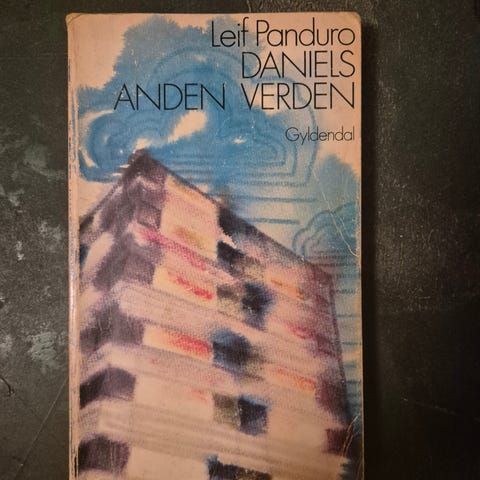 Leif Panduro
DANIELS
ANDEN VERDEN
Gyldendal